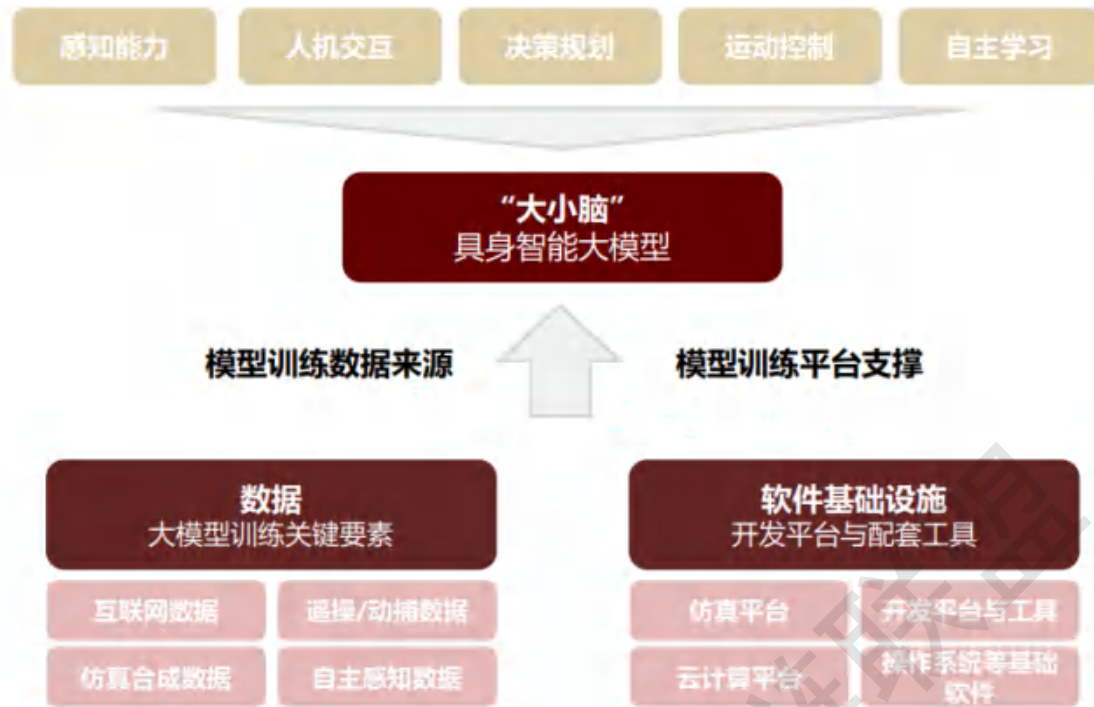 感知能力
人机交互
决策规划
运动控制
自主学习
“大小脑”
具身智能大模型
模型训练数据来源
模型训练平台支撑
数据
大模型训练关键要素
软件基础设施
开发平台与配套工具
互联网数据
遥操/动捕数据
仿真平台
开发平台与工具
仿真合成数据
自主感知数据
云计算平台
操作系统等基础
软件
联盟